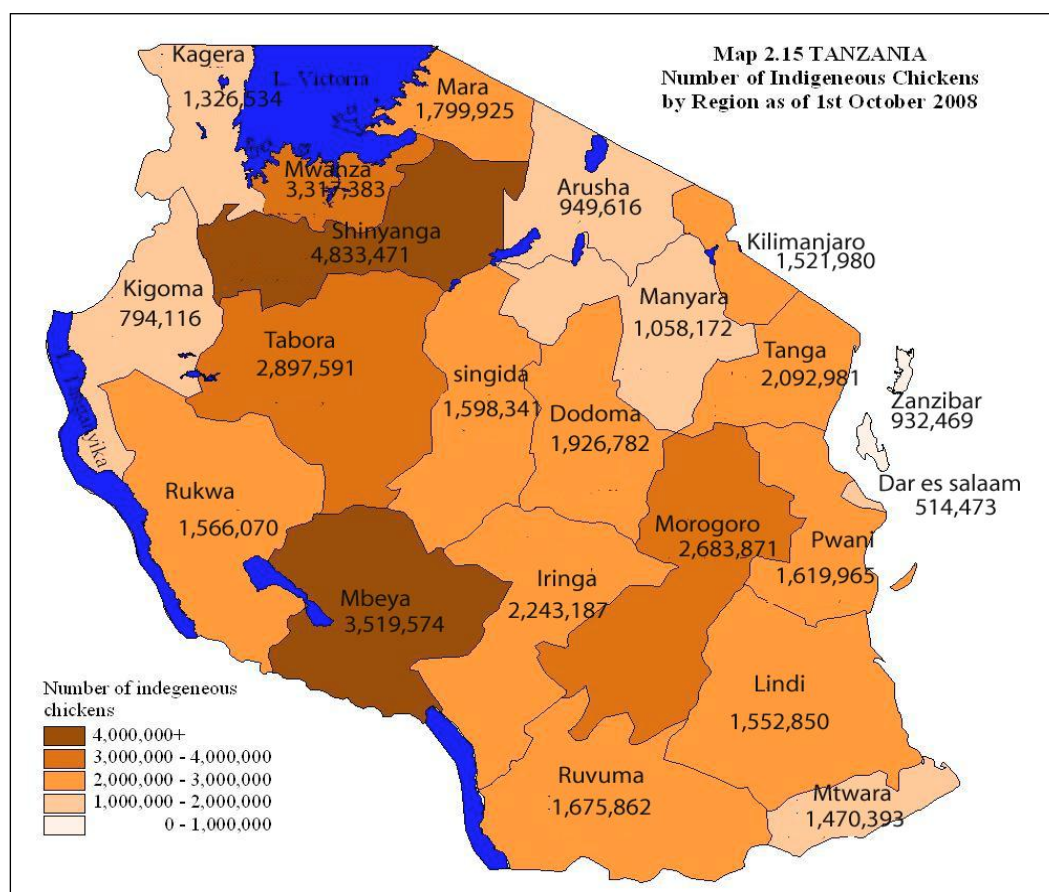 Map 2.15 TANZANIA
Number of Indigeneous Chickens
by Region as of 1st October 2008
Kagera
1,326,534
L. Victoria
Mara
1,799,925
Mwanza
3,317,383
Arusha
949,616
Shinyanga
4,833,471
Kilimanjaro
1,521,980
Kigoma
794,116
Manyara
1,058,172
Tabora
2,897,591
Tanga
2,092,981
singida
1,598,341
Dodoma
1,926,782
Zanzibar
932,469
Dar es salaam
514,473
Rukwa
1,566,070
Morogoro
2,683,871
Pwani
1,619,965
Iringa
2,243,187
Mbeya
3,519,574
Lindi
1,552,850
Ruvuma
1,675,862
Mtwara
1,470,393
Number of indegeneous
chickens
4,000,000+
3,000,000 - 4,000,000
2,000,000 - 3,000,000
1,000,000 - 2,000,000
0 - 1,000,000